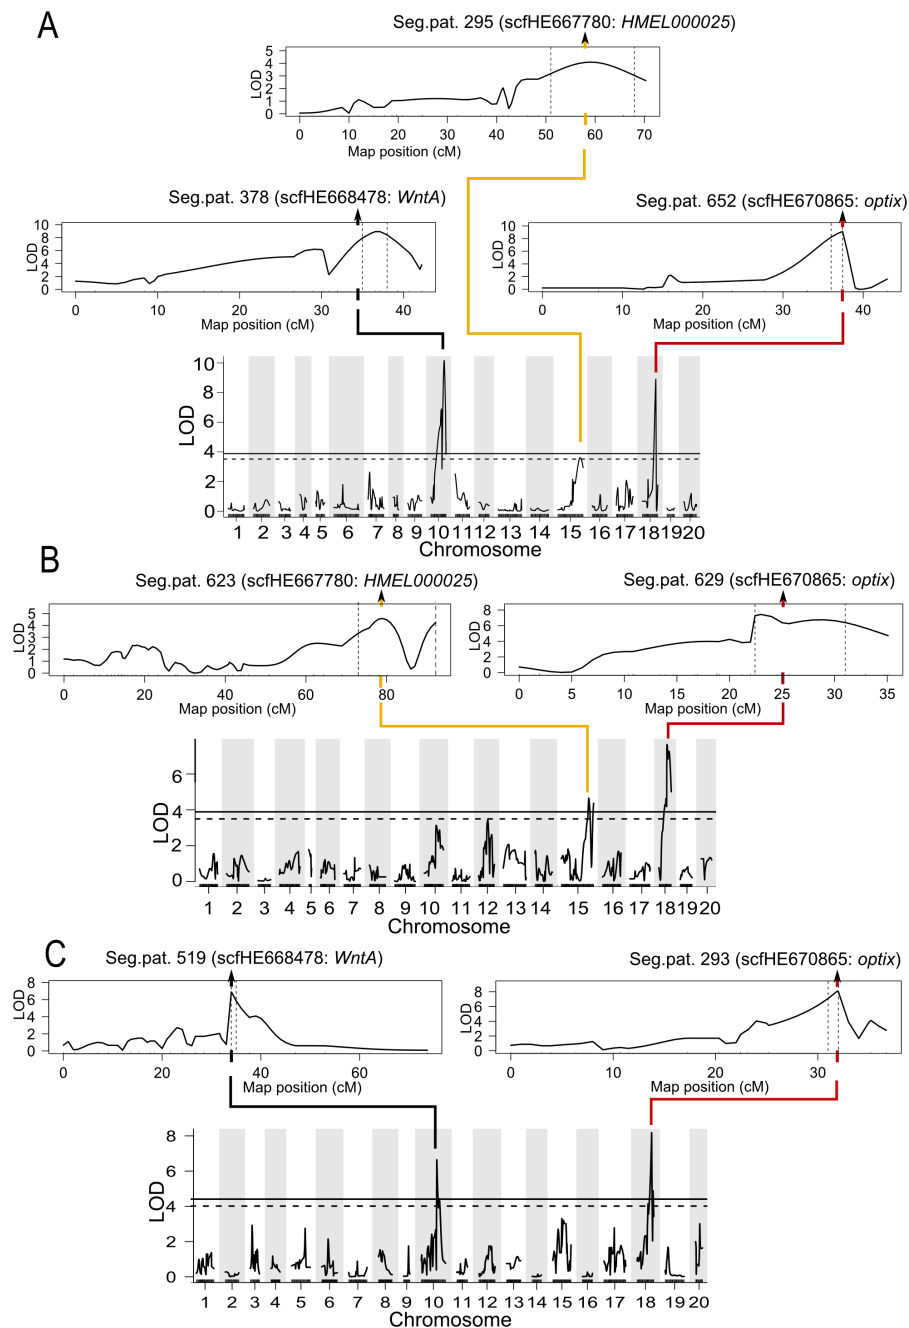 A
Seg.pat. 295 (scfHE667780: HMEL000025)
LOD
5
4
3
2
1
0
0 10 20 30 40 50 60 70
Map position (cM)
Seg.pat. 378 (scfHE668478: WntA)
LOD
10
8
6
4
2
0
0 10 20 30 40
Map position (cM)
Seg.pat. 652 (scfHE670865: optix)
LOD
10
8
6
4
2
0
0 10 20 30 40
Map position (cM)
LOD
10
8
6
4
2
0
1 2 3 4 5 6 7 8 9 10 11 12 13 14 15 16 17 18 19 20
Chromosome
B
Seg.pat. 623 (scfHE667780: HMEL000025)
LOD
5
4
3
2
1
0
0 20 40 60 80
Map position (cM)
Seg.pat. 629 (scfHE670865: optix)
LOD
8
6
4
2
0
0 5 10 15 20 25 30 35
Map position (cM)
LOD
6
4
2
0
1 2 3 4 5 6 7 8 9 10 11 12 13 14 15 16 17 18 19 20
Chromosome
C
Seg.pat. 519 (scfHE668478: WntA)
LOD
8
6
4
2
0
0 20 40 60
Map position (cM)
Seg.pat. 293 (scfHE670865: optix)
LOD
8
6
4
2
0
0 10 20 30
Map position (cM)
LOD
8
6
4
2
0
1 2 3 4 5 6 7 8 9 10 11 12 13 14 15 16 17 18 19 20
Chromosome